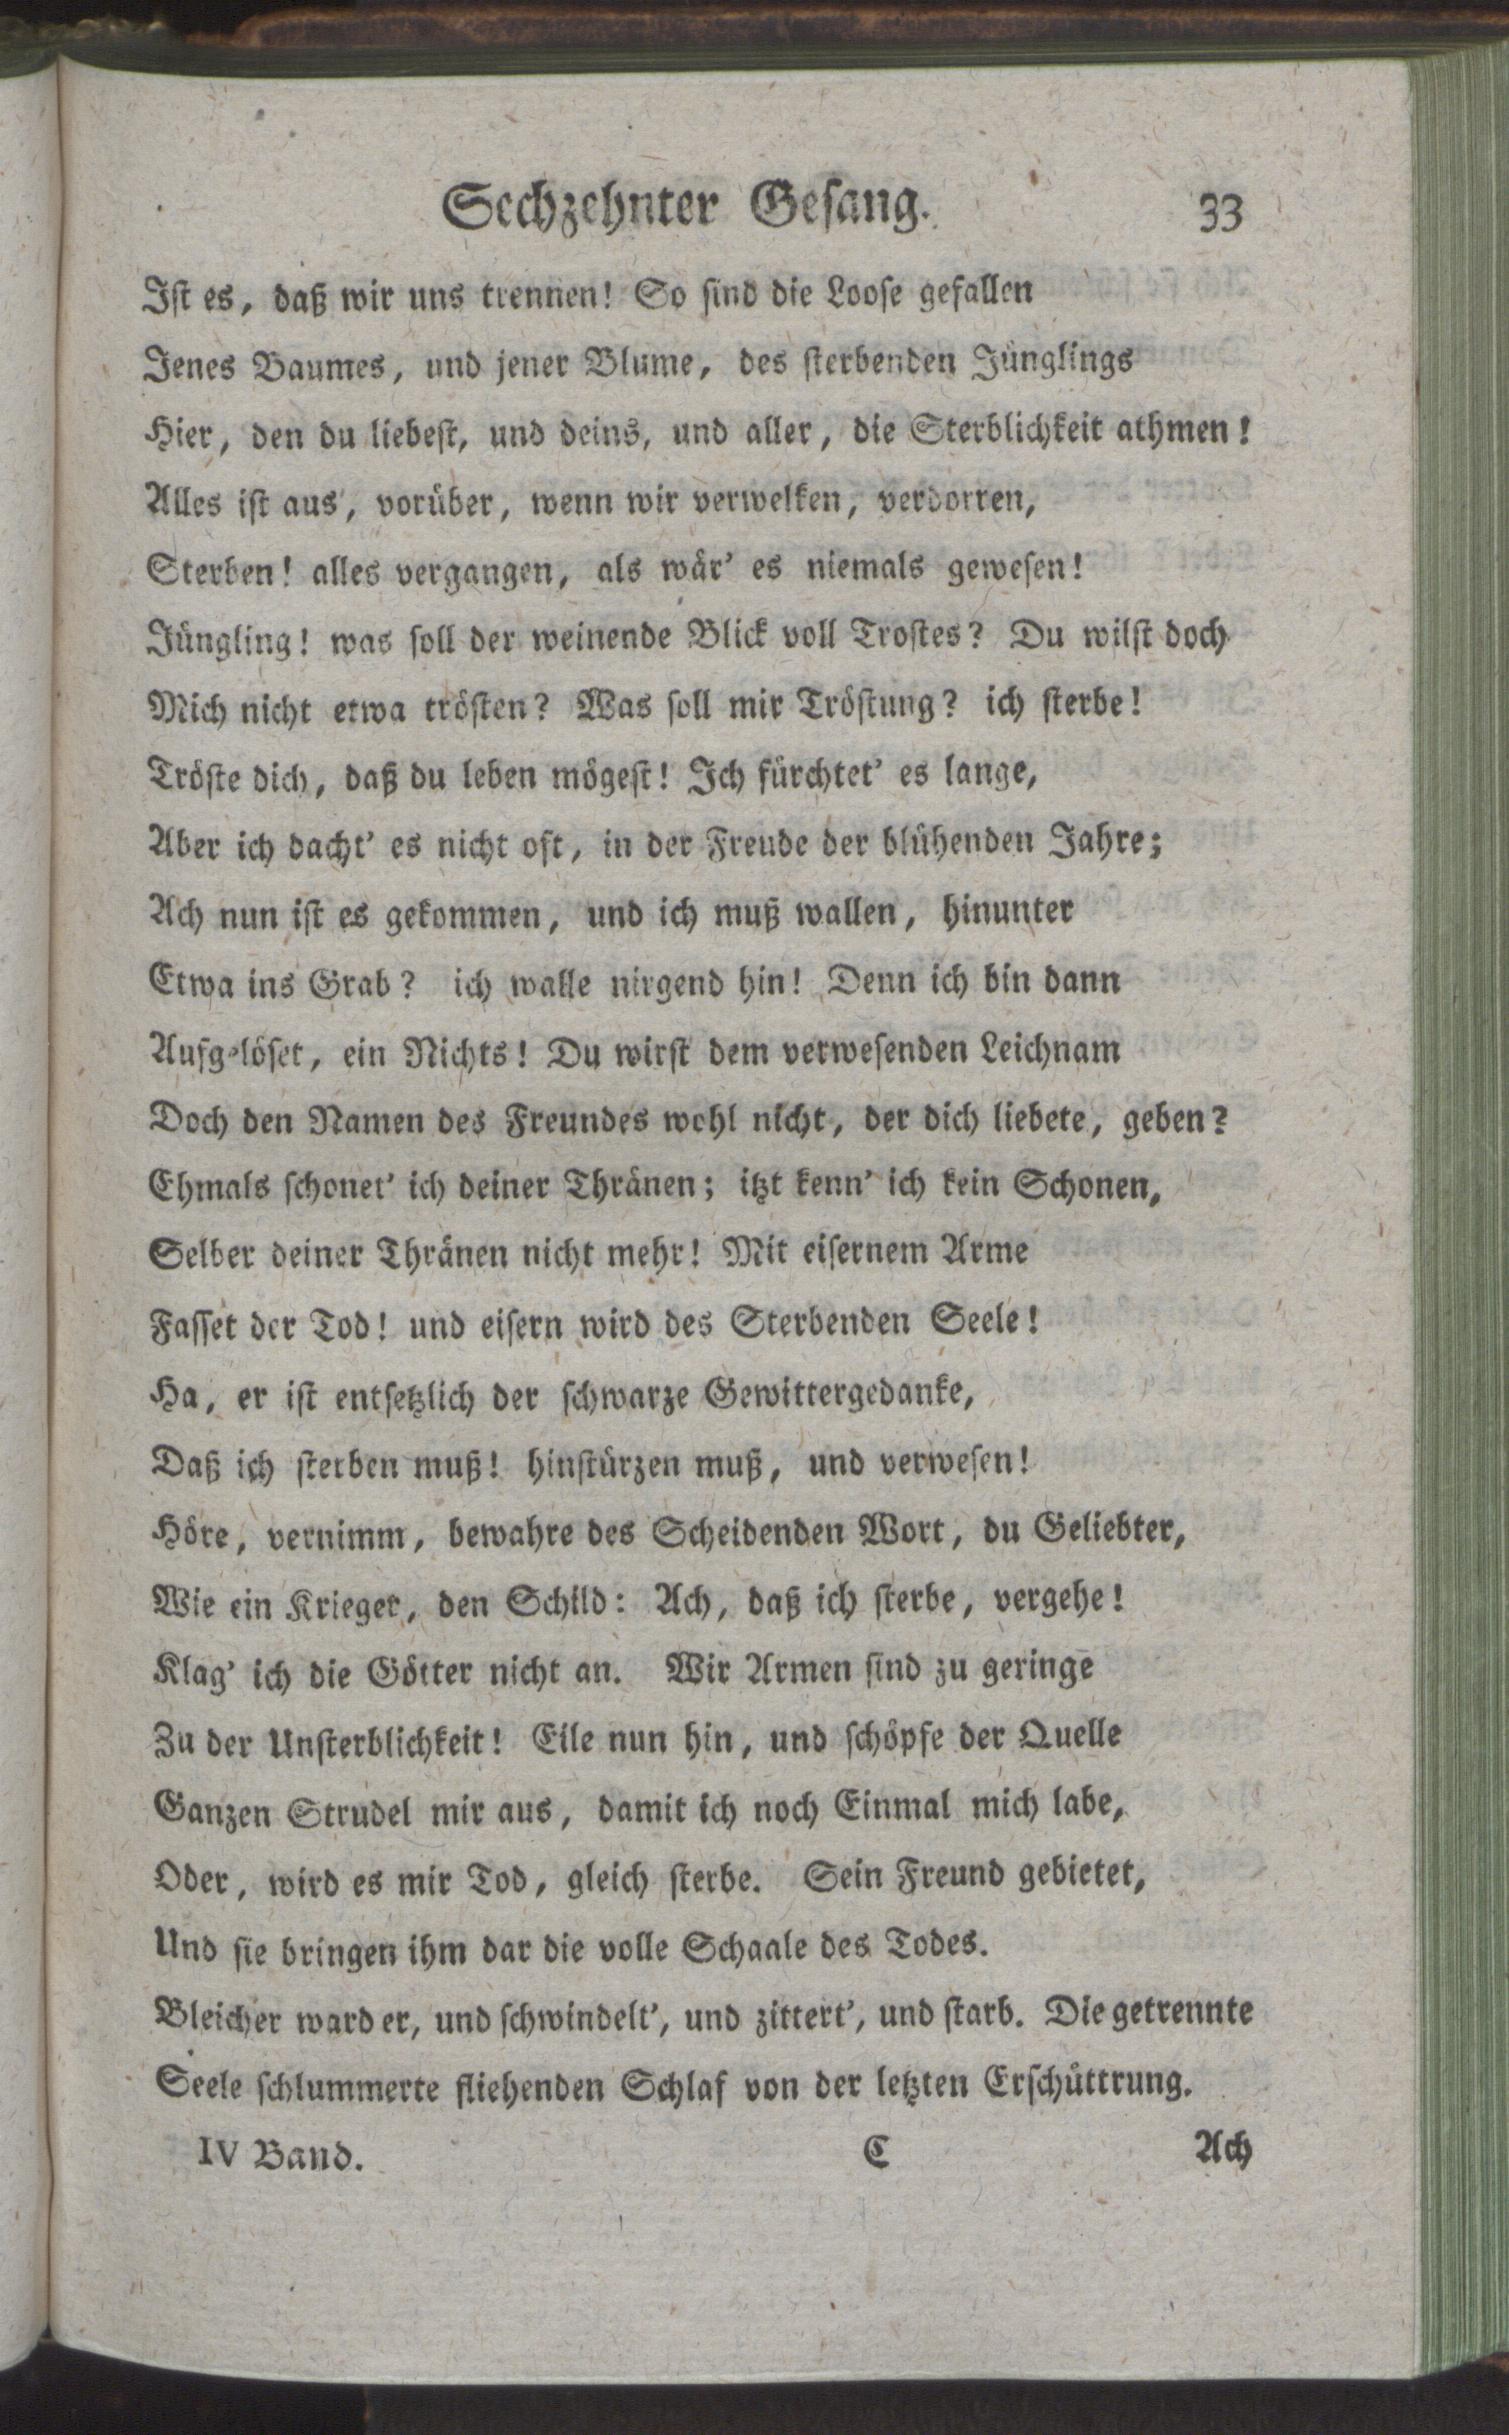 Sechzehnter Gesang. 33
Ist es, daß wir uns trennen! So sind die Loose gefallen
Jenes Baumes, und jener Blume, des sterbenden Jünglings
Hier, den du liebest, und deins, und aller, die Sterblichkeit athmen!
Alles ist aus, vorüber, wenn wir verwelken, verdorren,
Sterben! alles vergangen, als wär' es niemals gewesen!
Jüngling! was soll der weinende Blick voll Trostes? Du wilst doch
Mich nicht etwa trösten? Was soll mir Tröstung? ich sterbe!
Tröste dich, daß du leben mögest! Ich fürchtet' es lange,
Aber ich dacht' es nicht oft, in der Freude der blühenden Jahre;
Ach nun ist es gekommen, und ich muß wallen, hinunter
Etwa ins Grab? ich walle nirgend hin! Denn ich bin dann
Aufgelöset, ein Nichts! Du wirst dem verwesenden Leichnam
Doch den Namen des Freundes wohl nicht, der dich liebete, geben?
Ehmals schonet' ich deiner Thränen; itzt kenn' ich kein Schonen,
Selber deiner Thränen nicht mehr! Mit eisernem Arme
Fasset der Tod! und eisern wird des Sterbenden Seele!
Ha, er ist entsetzlich der schwarze Gewittergedanke,
Daß ich sterben muß! hinstürzen muß, und verwesen!
Höre, vernimm, bewahre des Scheidenden Wort, du Geliebter,
Wie ein Krieger, den Schild: Ach, daß ich sterbe, vergehe!
Klag' ich die Götter nicht an. Wir Armen sind zu geringe
Zu der Unsterblichkeit! Eile nun hin, und schöpfe der Quelle
Ganzen Strudel mir aus, damit ich noch Einmal mich labe,
Oder, wird es mir Tod, gleich sterbe. Sein Freund gebietet,
Und sie bringen ihm dar die volle Schaale des Todes.
Bleicher ward er, und schwindelt', und zittert', und starb. Die getrennte
Seele schlummerte fliehenden Schlaf von der letzten Erschüttrung.
IV Band. C Ach